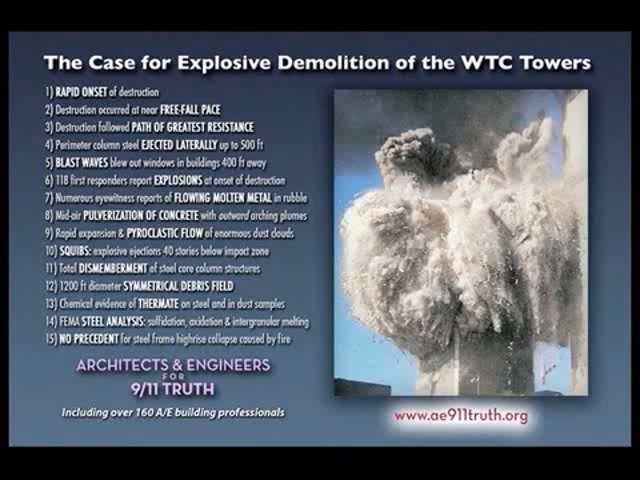 The Case for Explosive Demolition of the WTC Towers
1) RAPID ONSET of destruction
2) Destruction occurred at near FREE-FALL PACE
3) Destruction followed PATH OF GREATEST RESISTANCE
4) Perimeter column steel EJECTED LATERALLY up to 500 ft
5) BLAST WAVES blew out windows in buildings 400 ft away
6) 118 first responders report EXPLOSIONS at onset of destruction
7) Numerous eyewitness reports of FLOWING MOLTEN METAL in rubble
8) Mid-air PULVERIZATION OF CONCRETE with outward arching plumes
9) Rapid expansion & PYROCLASTIC FLOW of enormous dust clouds
10) SQUIBS: explosive ejections 40 stories below impact zone
11) Total DISMEMBERMENT of steel core column structures
12) 1200 ft diameter SYMMETRICAL DEBRIS FIELD
13) Chemical evidence of THERMATE on steel and in dust samples
14) FEMA STEEL ANALYSIS: sulfidation, oxidation & intergranular melting
15) NO PRECEDENT for steel frame highrise collapse caused by fire
ARCHITECTS & ENGINEERS
FOR
9/11 TRUTH
Including over 160 A/E building professionals
www.ae911truth.org